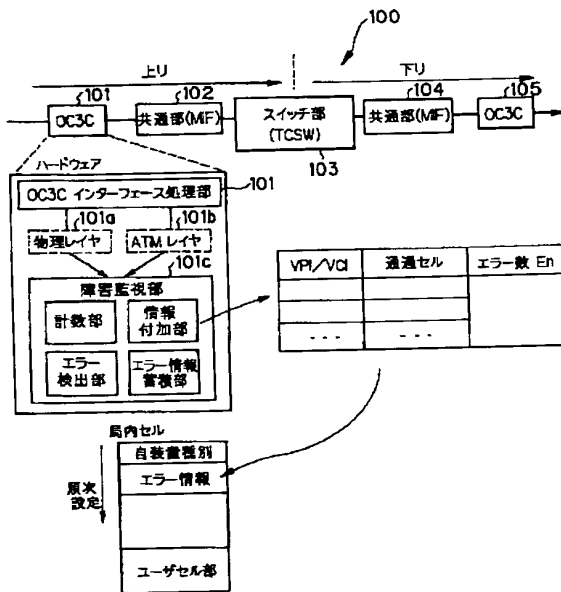 100
上り
下り
101
102
104
105
OC3C
共通部(MiF)
スイッチ部
(TCSW)
共通部(MiF)
OC3C
103
ハードウェア
OC3C インターフェース処理部
101
101a
101b
物理レイヤ
ATM レイヤ
101c
障害監視部
計数部
情報
付加部
エラー
検出部
エラー情報
蓄積部
VPI/VCI
通過セル
エラー数 En
- - -
- - -
局内セル
自装置種別
エラー情報
順次
設定
ユーザセル部